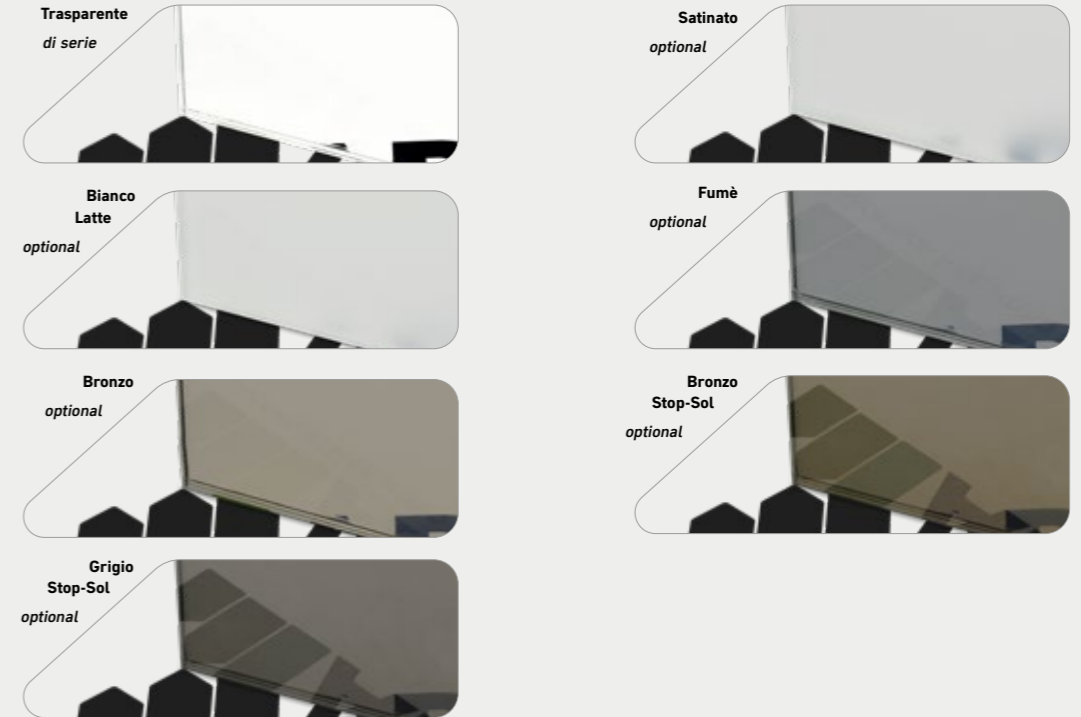 Trasparente
di serie
Satinato
optional
Bianco
Latte
optional
Fumè
optional
Bronzo
optional
Bronzo
Stop-Sol
optional
Grigio
Stop-Sol
optional